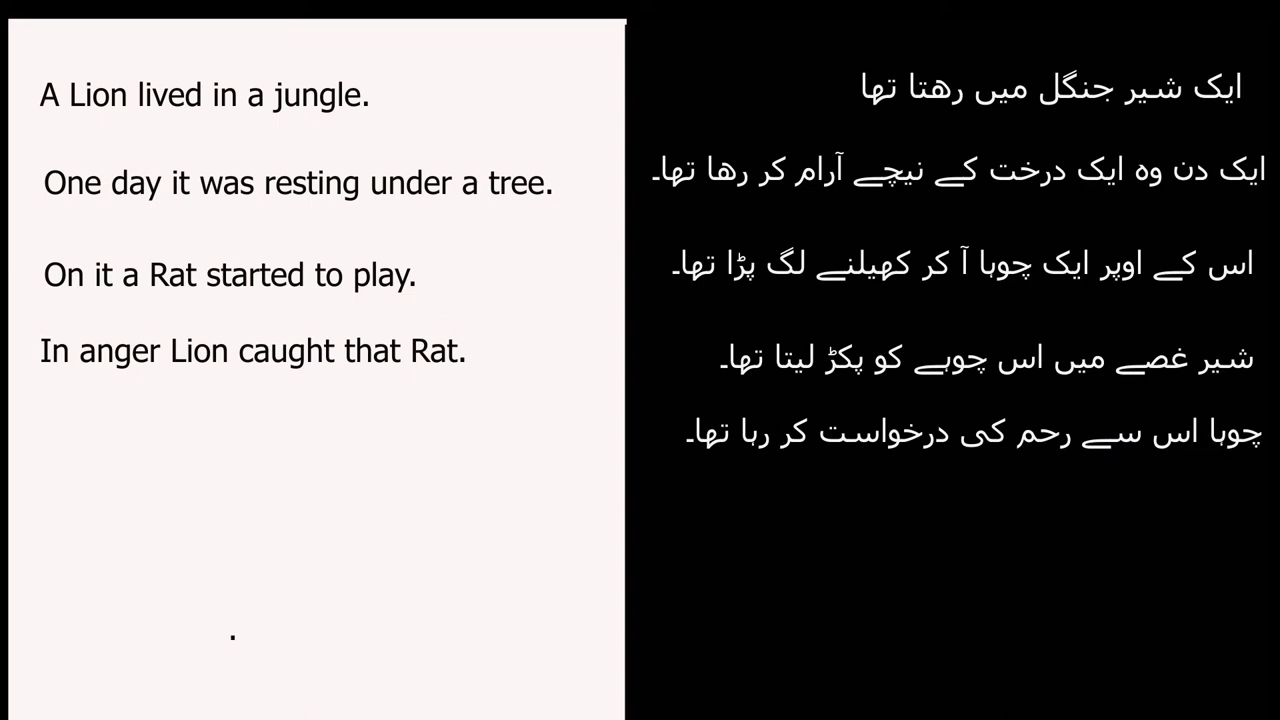 A Lion lived in a jungle.
One day it was resting under a tree.
On it a Rat started to play.
In anger Lion caught that Rat.
.
ایک شیر جنگل میں رھتا تھا
ایک دن وہ ایک درخت کے نیچے آرام کر رھا تھا۔
اس کے اوپر ایک چوہا آ کر کھیلنے لگ پڑا تھا۔
شیر غصے میں اس چوہے کو پکڑ لیتا تھا۔
چوہا اس سے رحم کی درخواست کر رہا تھا۔